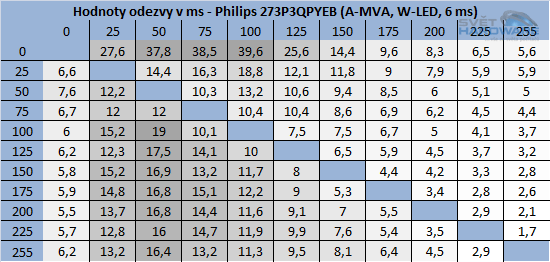 Hodnoty odezvy v ms - Philips 273P3QPYEB (A-MVA, W-LED, 6 ms)
SVĚT HARDWARE
0 25 50 75 100 125 150 175 200 225 255
0 27,6 37,8 38,5 39,6 25,6 14,4 9,6 8,3 6,5 5,6
25 6,6 14,4 16,3 18,8 12,1 11,8 9 7,9 5,9 5,9
50 7,6 12,2 10,3 13,2 10,6 9,4 8,5 6 5,1 5
75 6,7 12 12 10,4 10,4 8,6 6,9 6,2 4,5 4,4
100 6 15,2 19 10,1 7,5 7,5 6,7 5 4,1 3,7
125 6,2 12,3 17,5 14,1 10 6,5 5,9 4,5 3,7 3,2
150 5,8 15,2 16,9 13,2 11,7 8 4,4 4,2 3,3 2,8
175 5,9 14,8 16,8 15,1 12,2 9 5,3 3,4 2,8 2,6
200 5,5 13,7 16,8 14,4 11,6 9,1 7 5,5 2,9 2,1
225 5,7 12,8 16 14,7 11,9 9,9 7,6 5,4 3,5 1,7
255 6,2 13,2 16,4 13,2 11,3 9,5 8,1 6,4 4,5 2,9